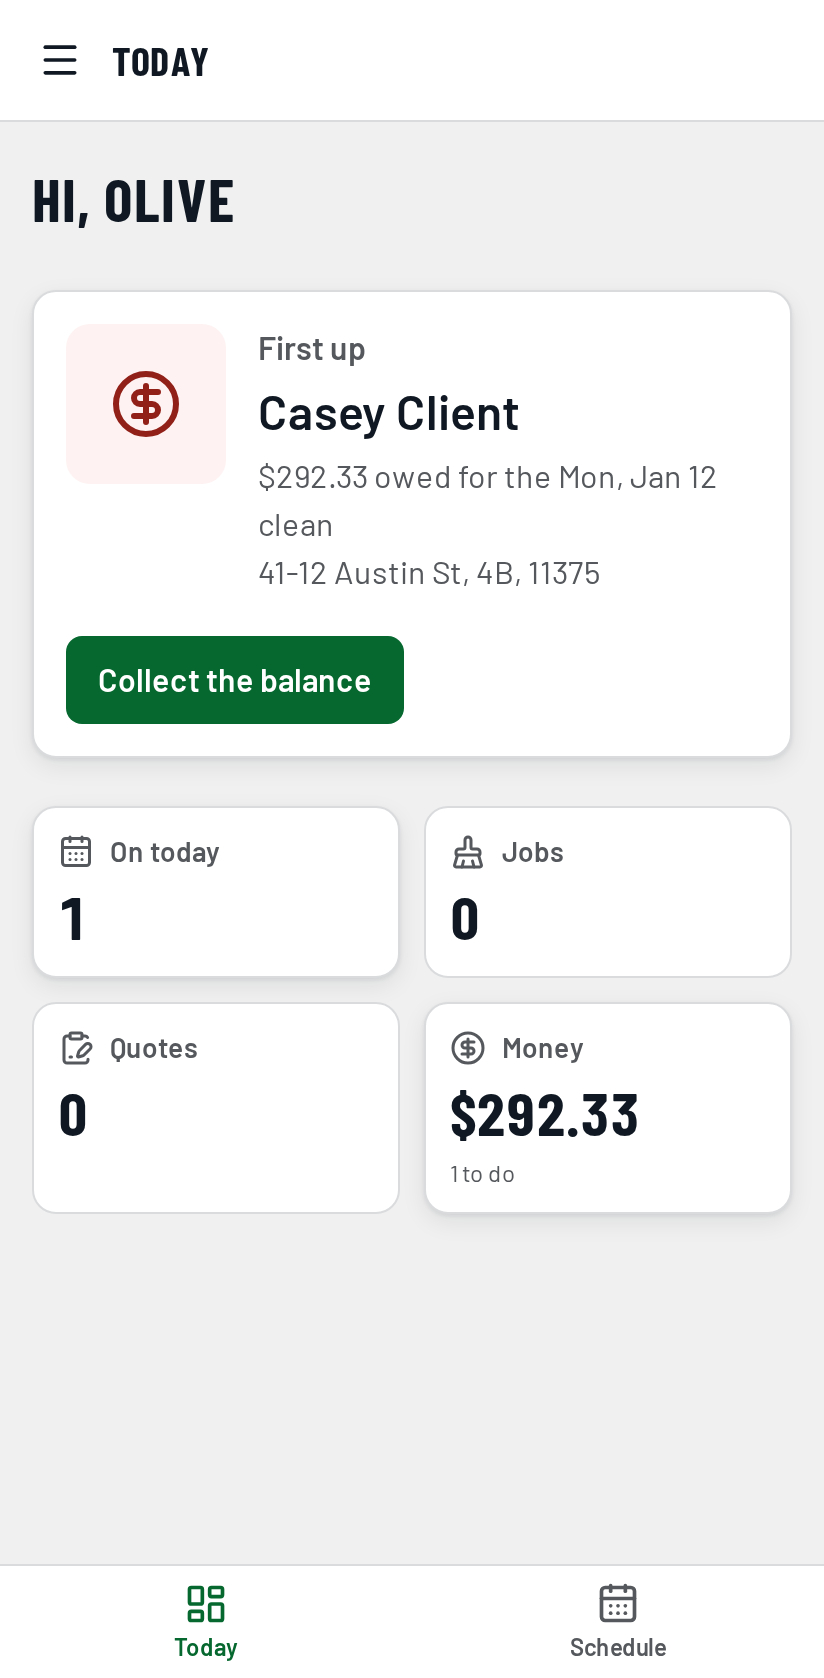 TODAY
HI, OLIVE
First up
Casey Client
$292.33 owed for the Mon, Jan 12
clean
41-12 Austin St, 4B, 11375
Collect the balance
On today
1
Jobs
0
Quotes
0
Money
$292.33
1 to do
Today
Schedule